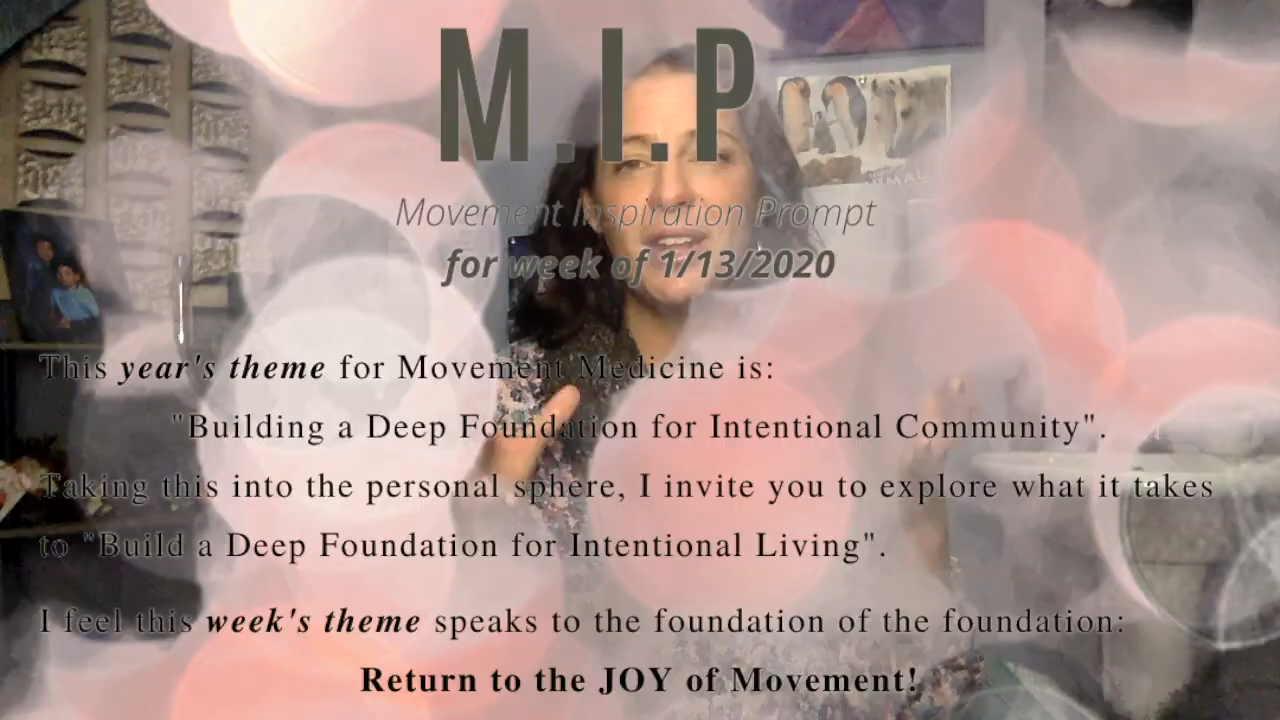 M.I.P
Movement Inspiration Prompt
for week of 1/13/2020
This year's theme for Movement Medicine is:
"Building a Deep Foundation for Intentional Community".
Taking this into the personal sphere, I invite you to explore what it takes
to "Build a Deep Foundation for Intentional Living".
I feel this week's theme speaks to the foundation of the foundation:
Return to the JOY of Movement!